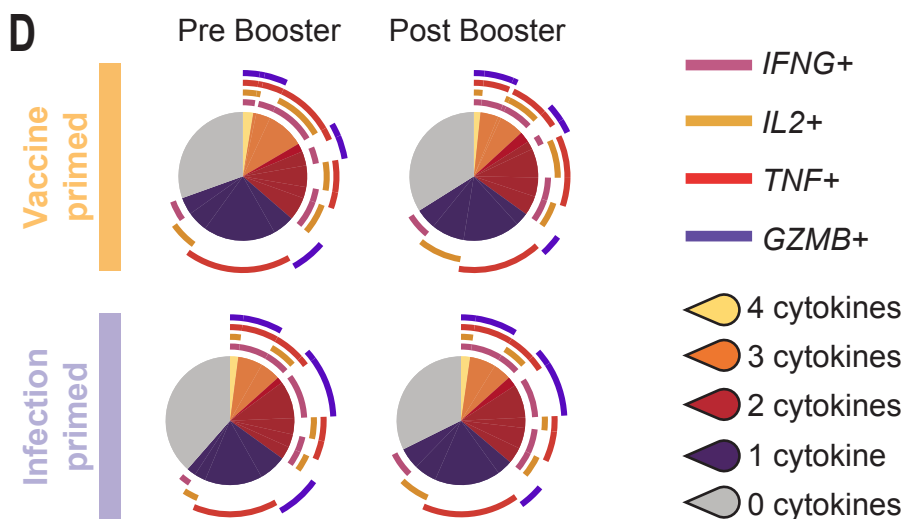 D
Pre Booster
Post Booster
Vaccine
primed
Infection
primed
IFNG+
IL2+
TNF+
GZMB+
4 cytokines
3 cytokines
2 cytokines
1 cytokine
0 cytokines